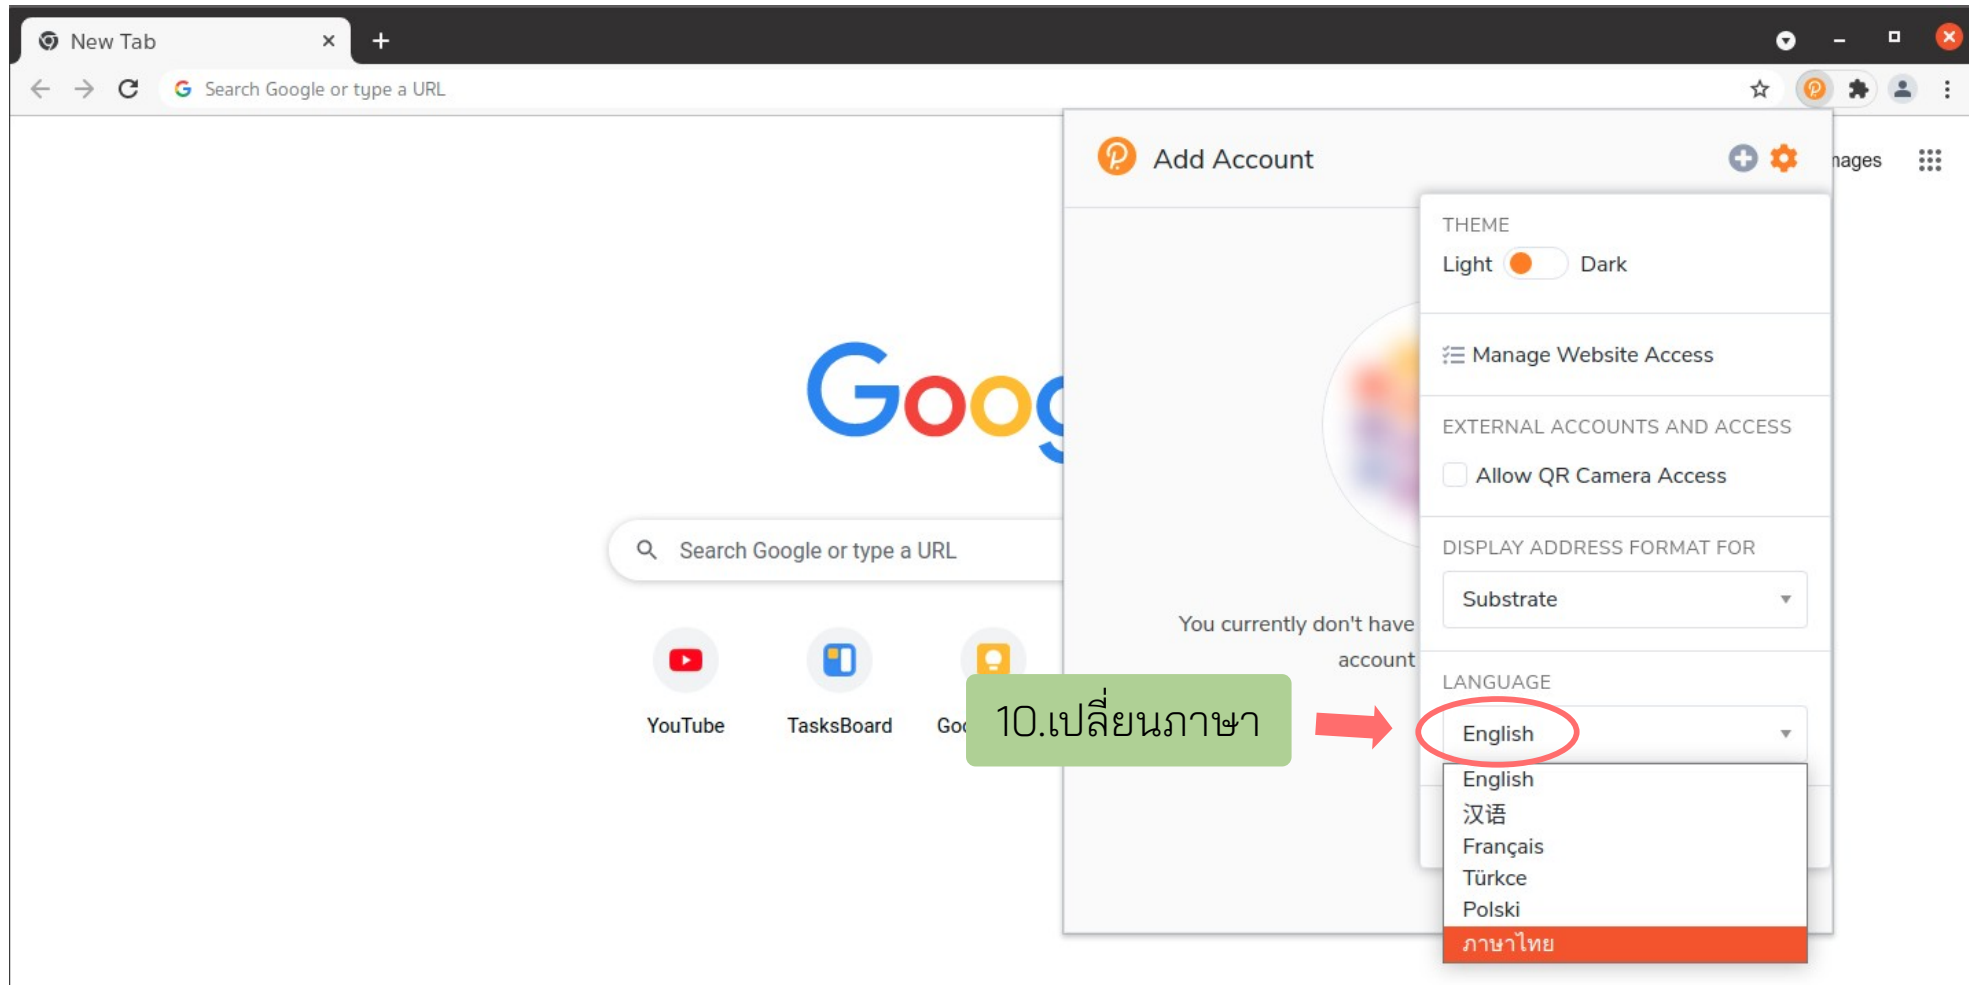 New Tab
Search Google or type a URL
Add Account
mages
THEME
Light Dark
Manage Website Access
EXTERNAL ACCOUNTS AND ACCESS
Allow QR Camera Access
Goog
Search Google or type a URL
DISPLAY ADDRESS FORMAT FOR
Substrate
You currently don't have
account
LANGUAGE
YouTube
TasksBoard
Goo
10.เปลี่ยนภาษา
English
English
汉语
Français
Türkce
Polski
ภาษาไทย